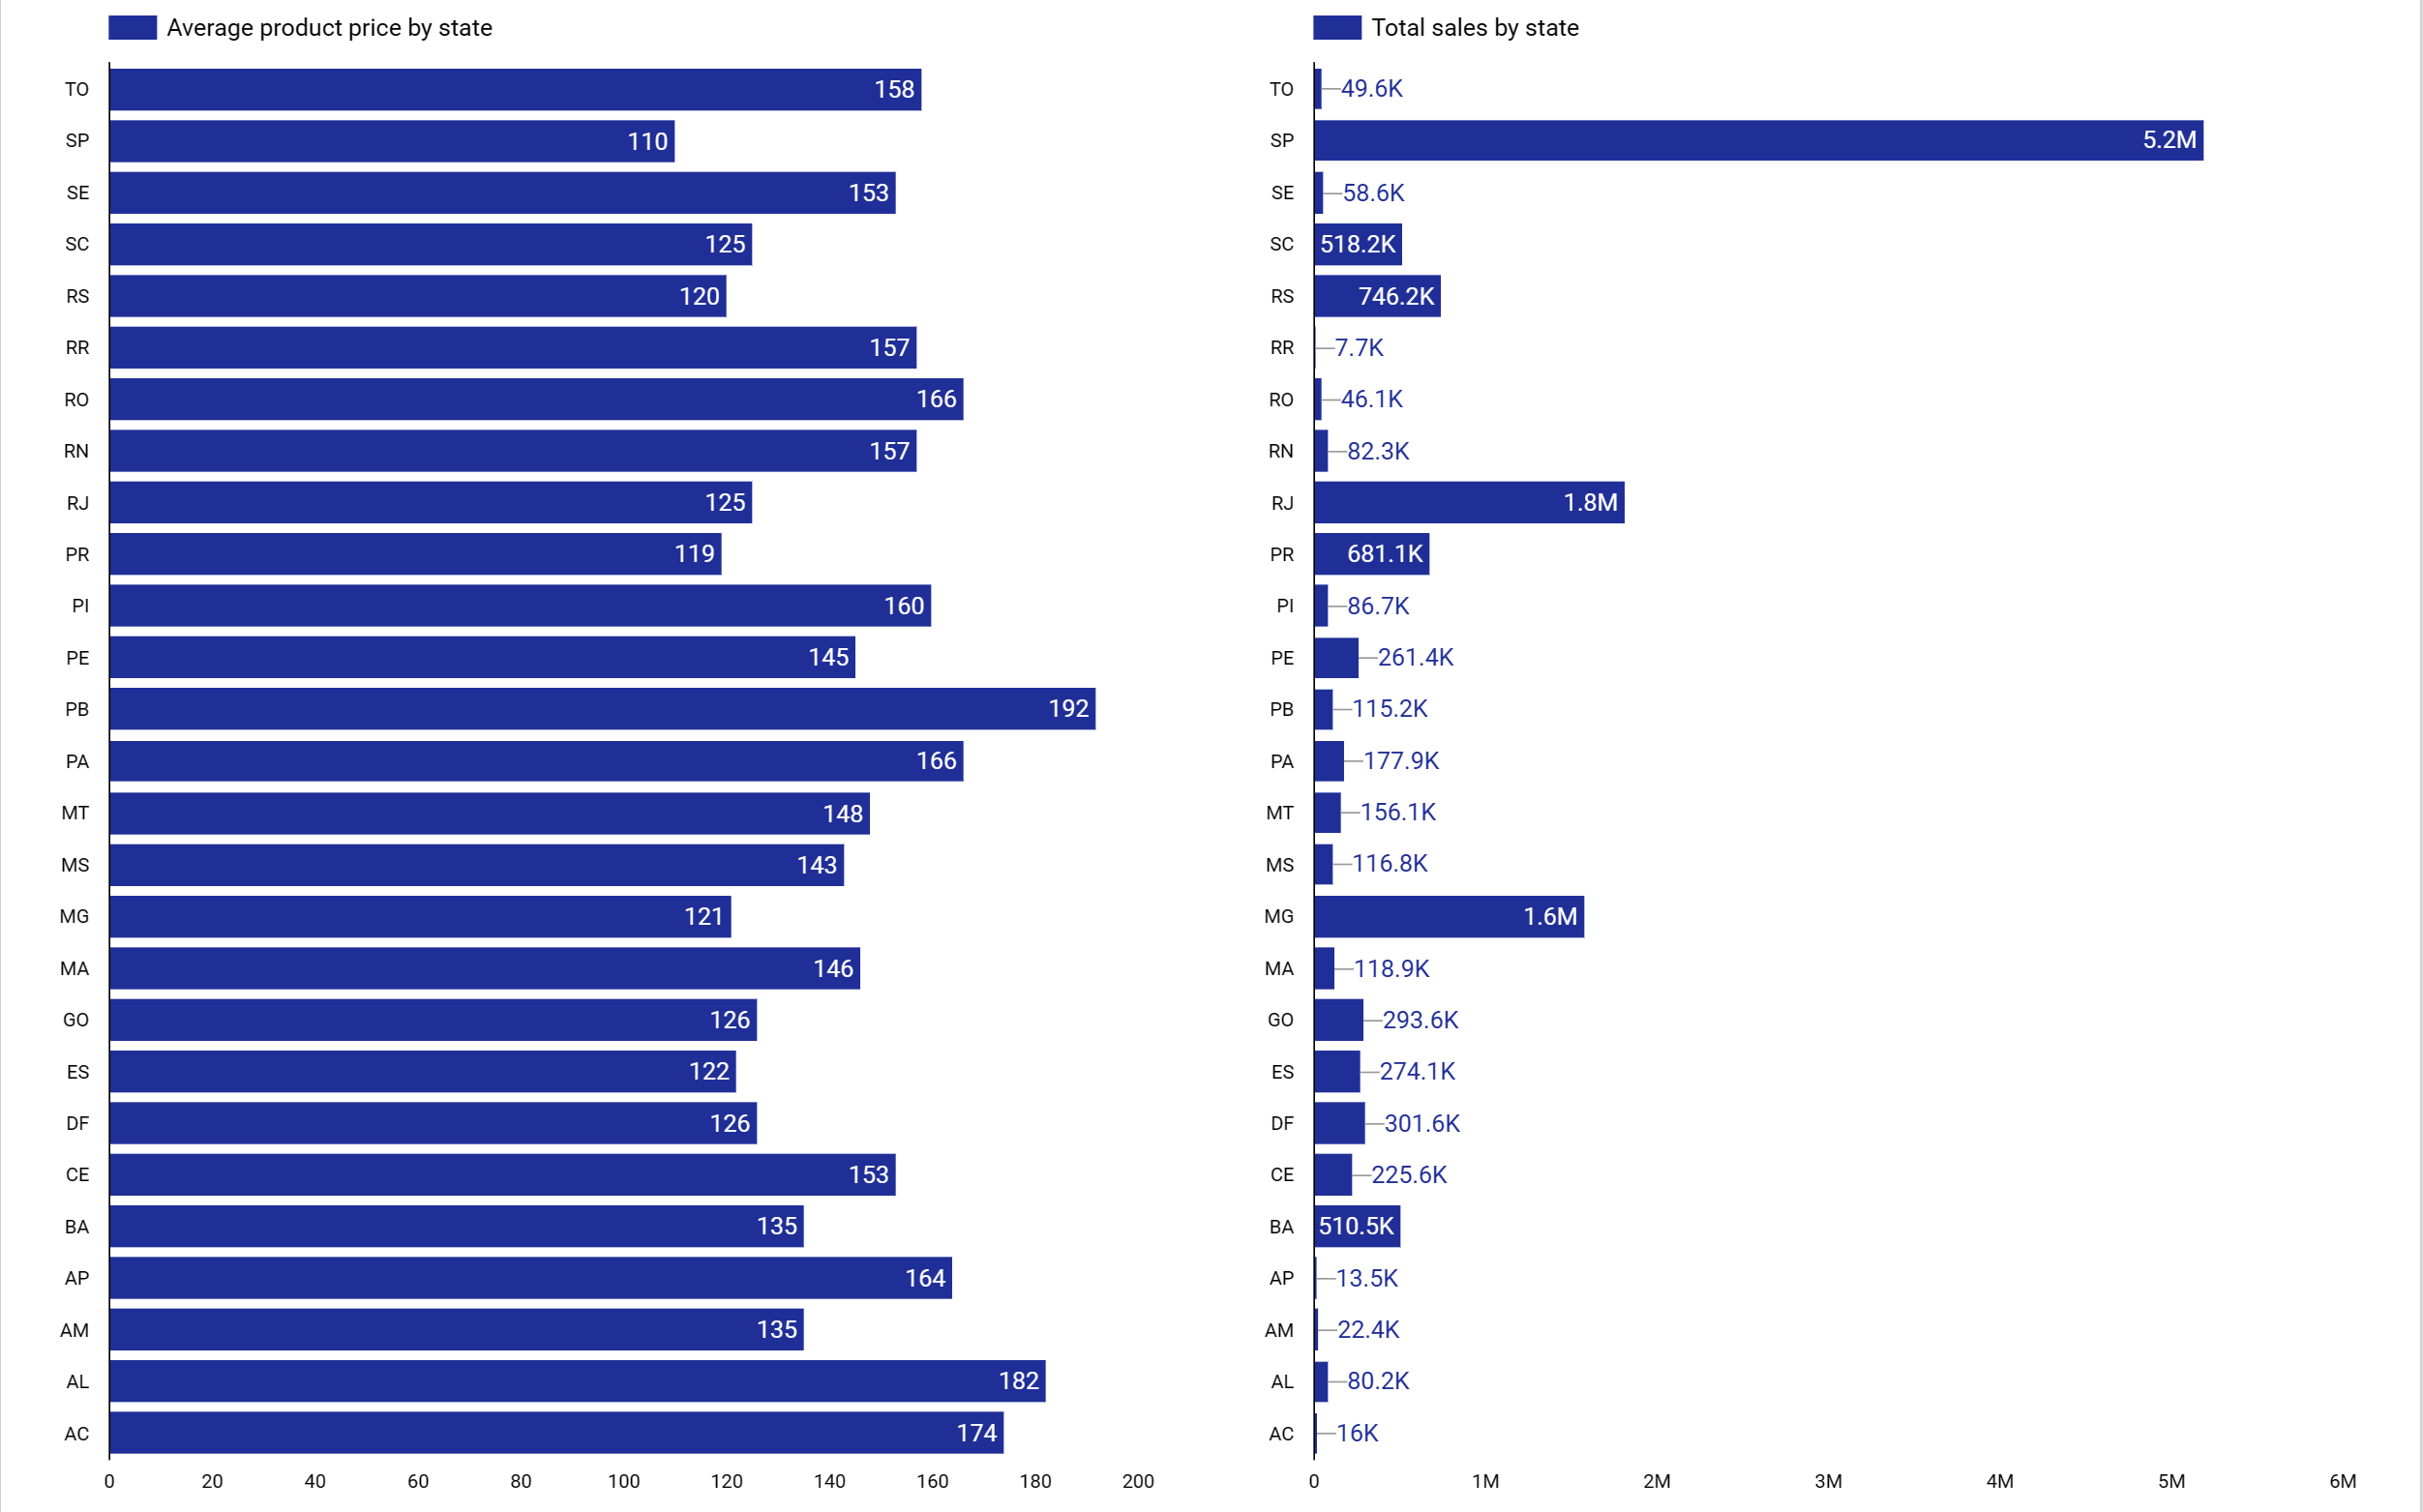 Average product price by state
TO 158
SP 110
SE 153
SC 125
RS 120
RR 157
RO 166
RN 157
RJ 125
PR 119
PI 160
PE 145
PB 192
PA 166
MT 148
MS 143
MG 121
MA 146
GO 126
ES 122
DF 126
CE 153
BA 135
AP 164
AM 135
AL 182
AC 174
0 20 40 60 80 100 120 140 160 180 200
Total sales by state
TO 49.6K
SP 5.2M
SE 58.6K
SC 518.2K
RS 746.2K
RR 7.7K
RO 46.1K
RN 82.3K
RJ 1.8M
PR 681.1K
PI 86.7K
PE 261.4K
PB 115.2K
PA 177.9K
MT 156.1K
MS 116.8K
MG 1.6M
MA 118.9K
GO 293.6K
ES 274.1K
DF 301.6K
CE 225.6K
BA 510.5K
AP 13.5K
AM 22.4K
AL 80.2K
AC 16K
0 1M 2M 3M 4M 5M 6M